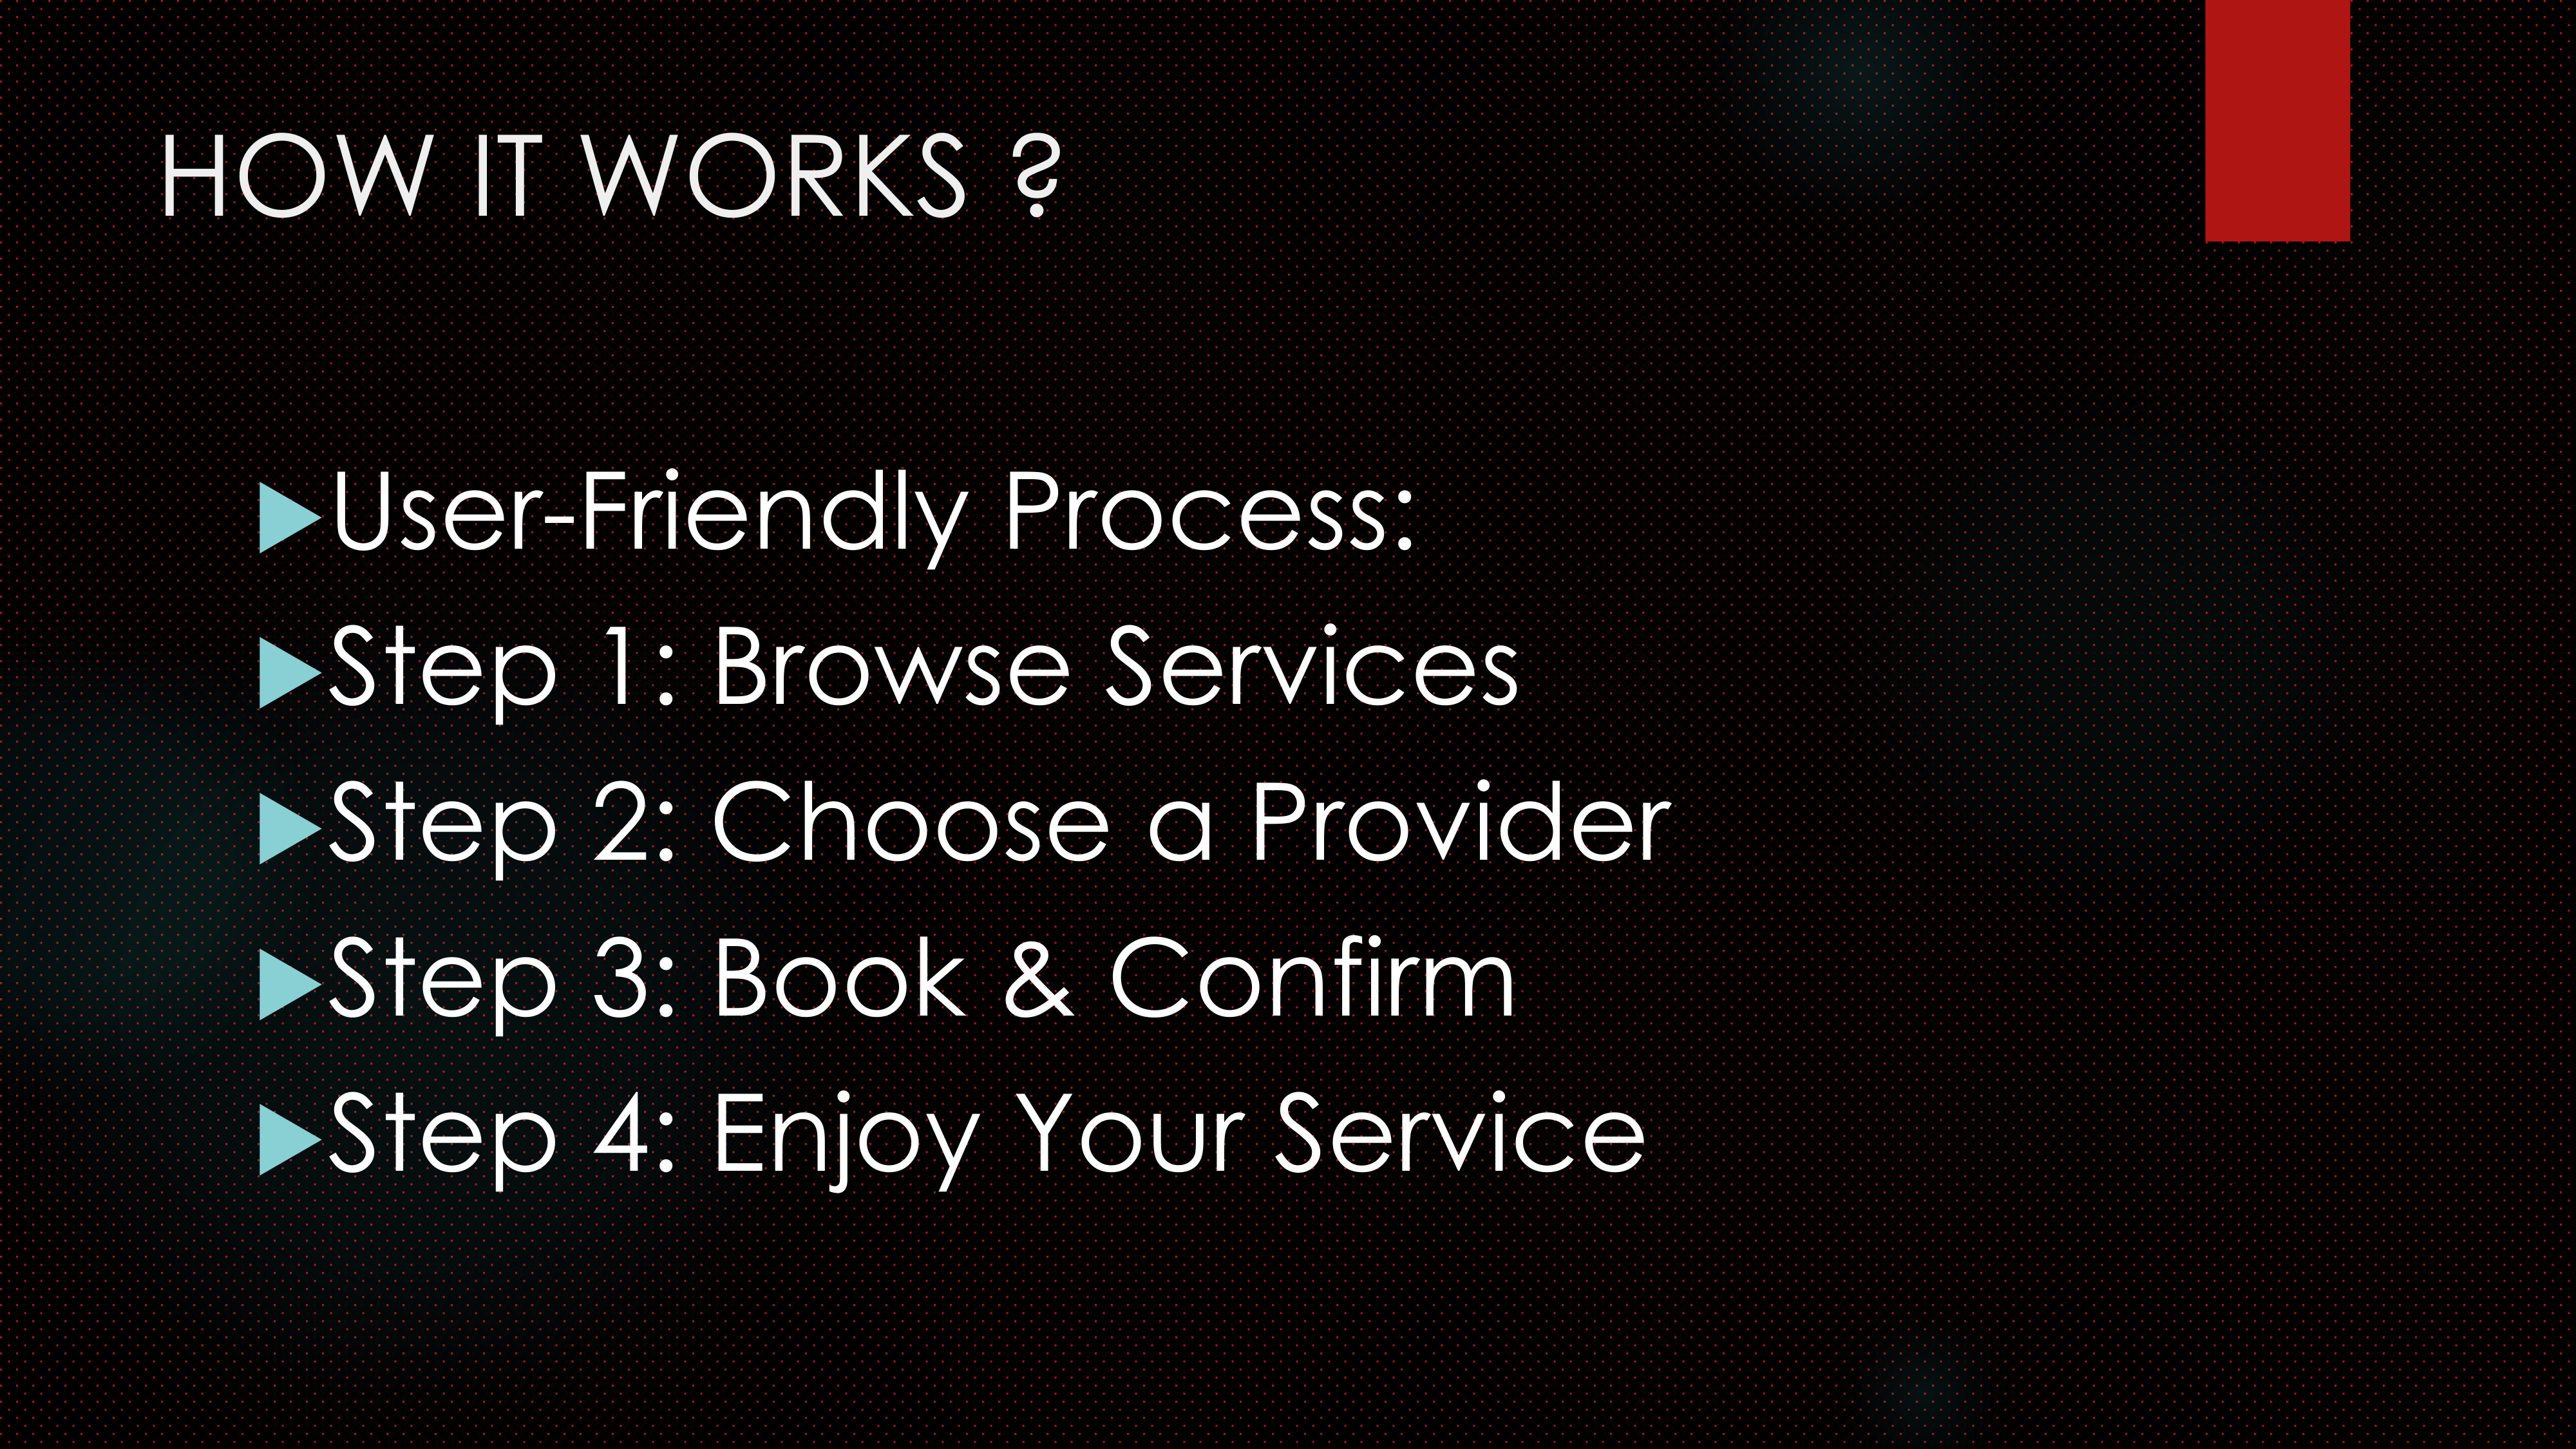 HOW IT WORKS ?
User-Friendly Process:
Step 1: Browse Services
Step 2: Choose a Provider
Step 3: Book & Confirm
Step 4: Enjoy Your Service